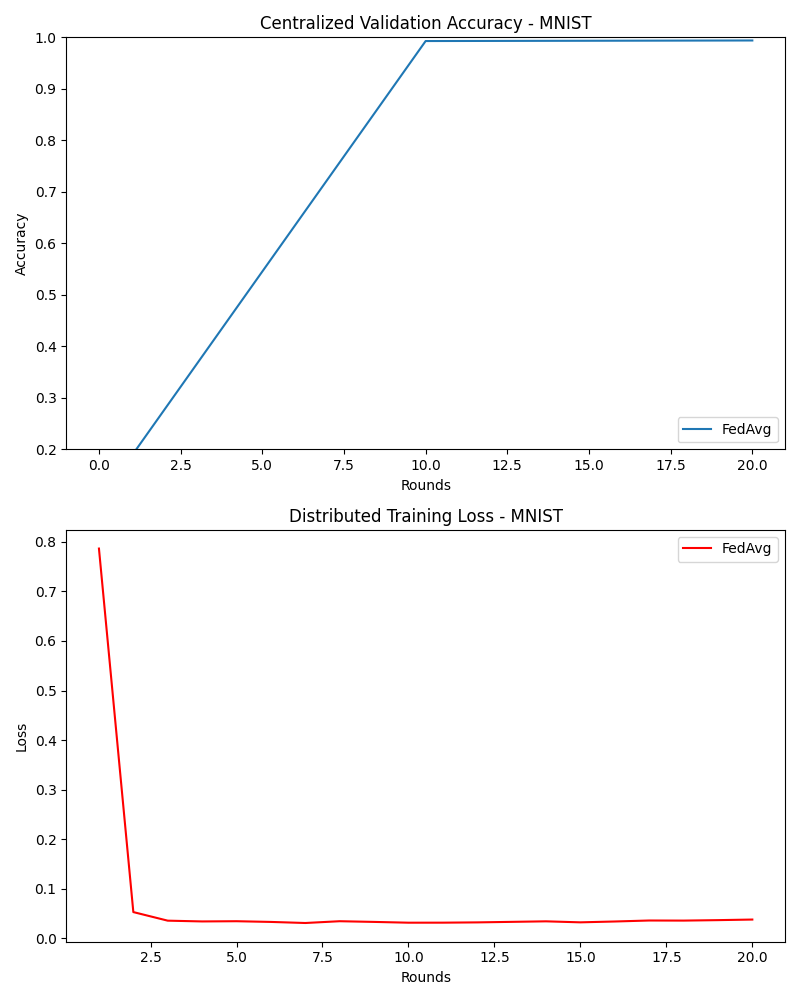 Centralized Validation Accuracy - MNIST
1.0
0.9
0.8
0.7
0.6
0.5
0.4
0.3
0.2
Accuracy
FedAvg
0.0 2.5 5.0 7.5 10.0 12.5 15.0 17.5 20.0
Rounds
Distributed Training Loss - MNIST
FedAvg
0.8
0.7
0.6
0.5
0.4
0.3
0.2
0.1
0.0
Loss
2.5 5.0 7.5 10.0 12.5 15.0 17.5 20.0
Rounds